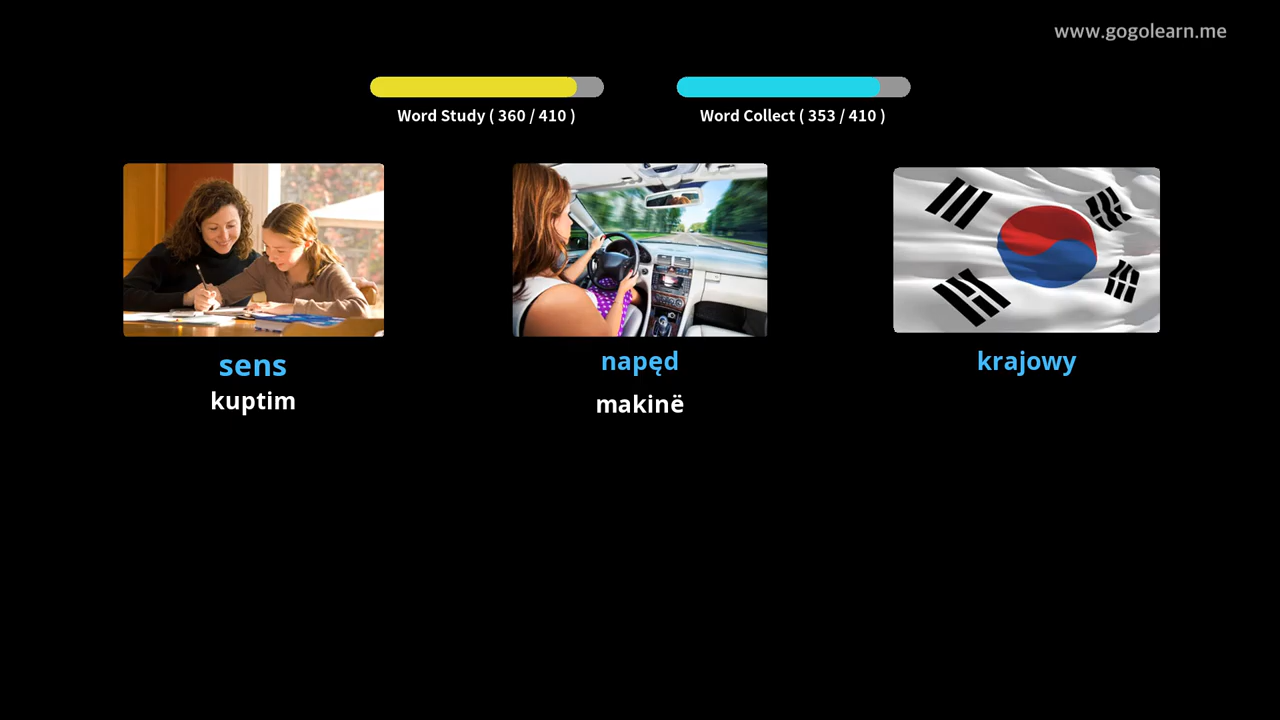 www.gogolearn.me
Word Study ( 360 / 410 )
Word Collect ( 353 / 410 )
sens
kuptim
napęd
makinë
krajowy